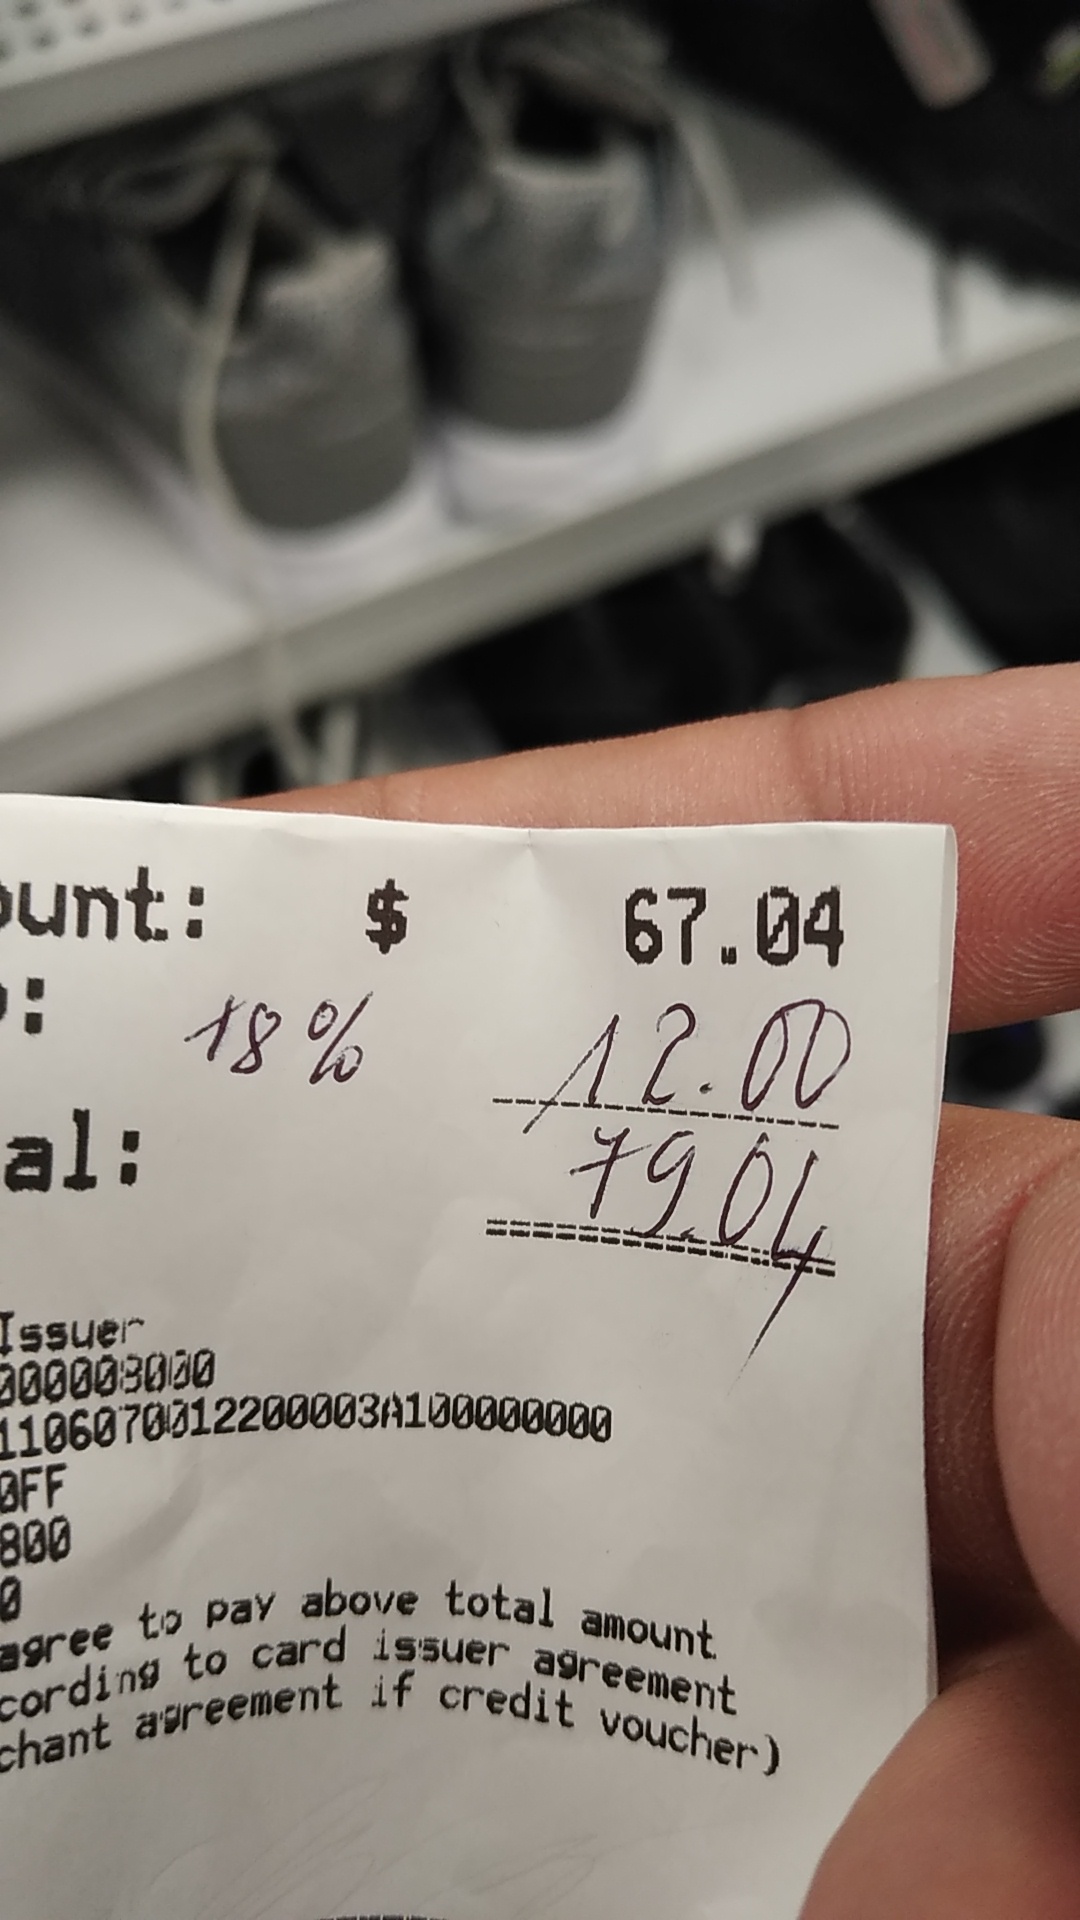 ount: $ 67.04
p: 18% 12.00
al: 79.04
Issuer
000008000
1106070012200003A100000000
0FF
800
0
agree to pay above total amount
cording to card issuer agreement
chant agreement if credit voucher)